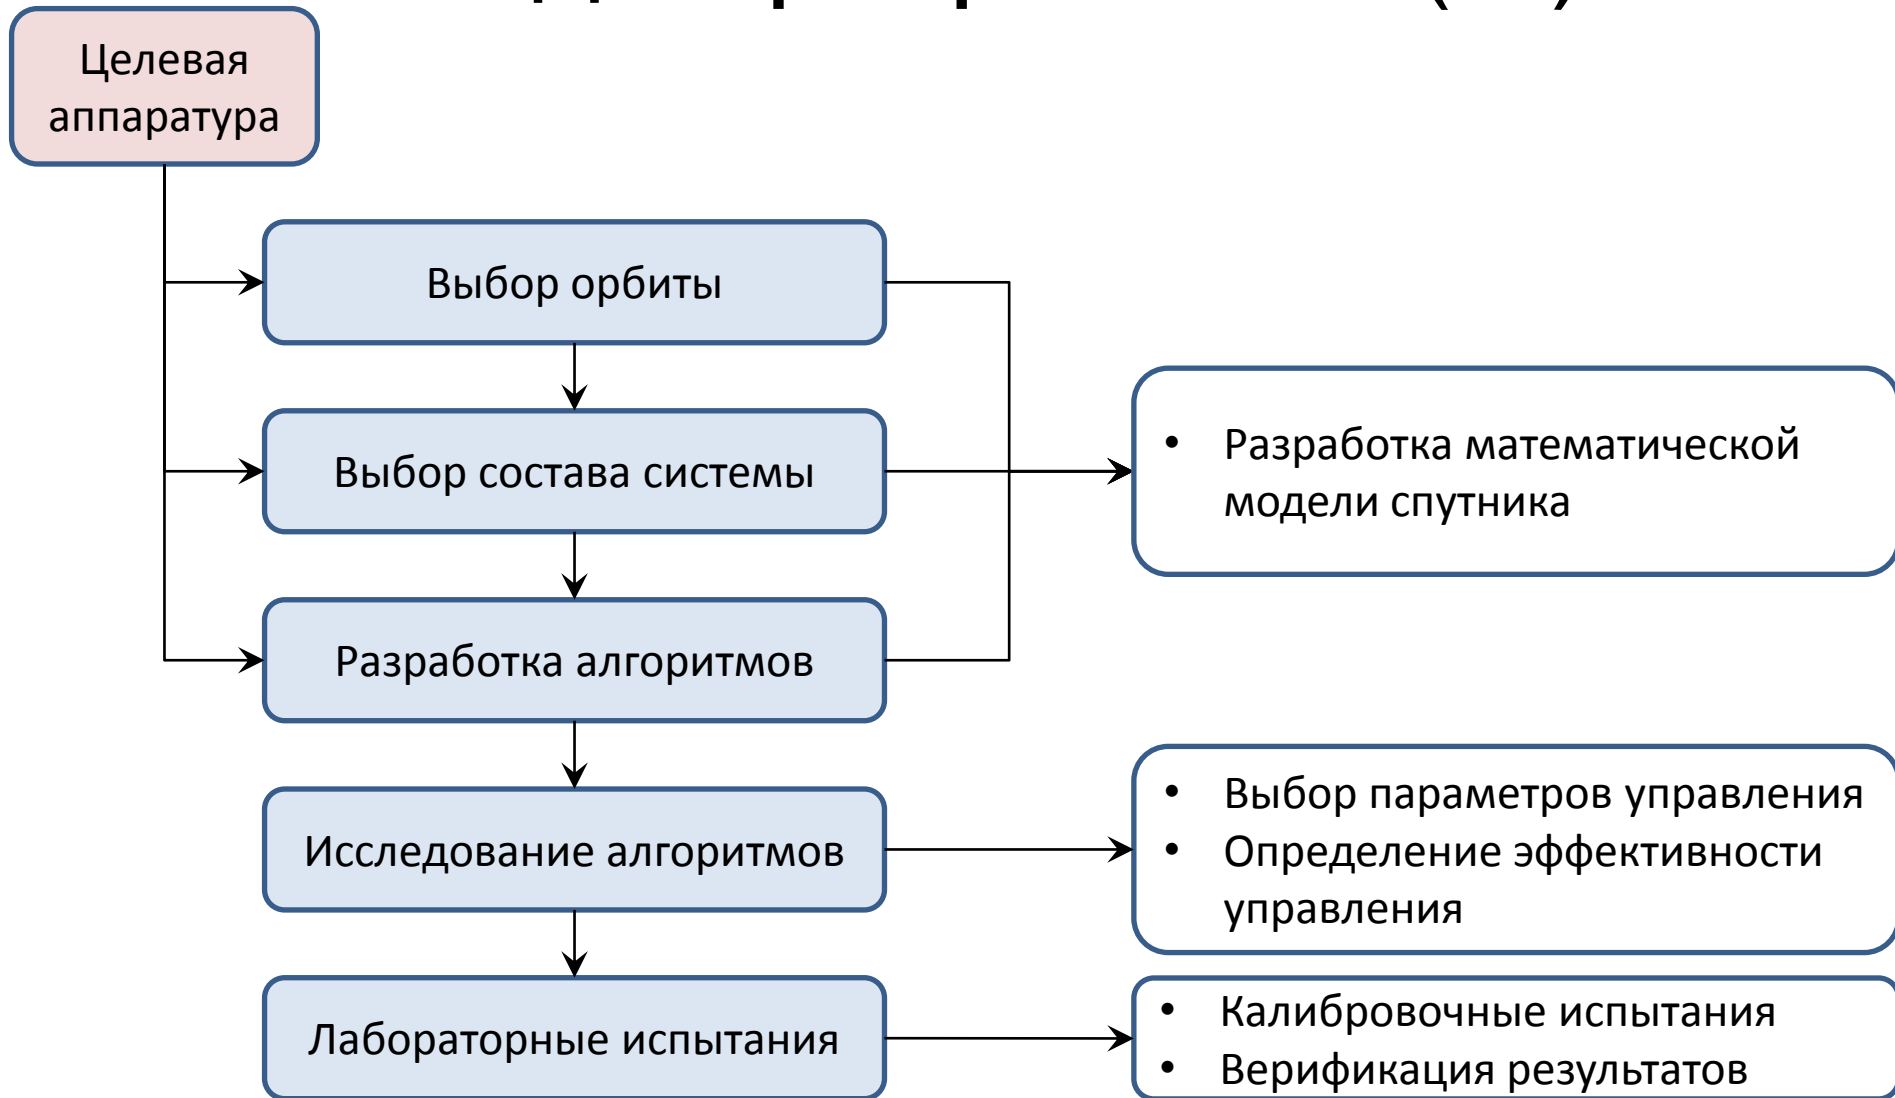 Целевая
аппаратура
Выбор орбиты
Выбор состава системы
• Разработка математической
модели спутника
Разработка алгоритмов
Исследование алгоритмов
• Выбор параметров управления
• Определение эффективности
управления
Лабораторные испытания
• Калибровочные испытания
• Верификация результатов